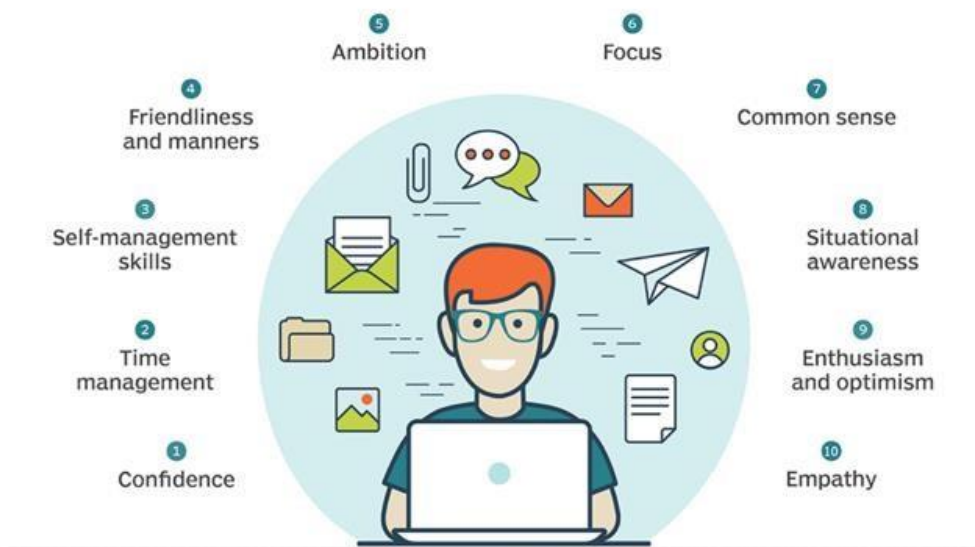 1
Confidence
2
Time
management
3
Self-management
skills
4
Friendliness
and manners
5
Ambition
6
Focus
7
Common sense
8
Situational
awareness
9
Enthusiasm
and optimism
10
Empathy